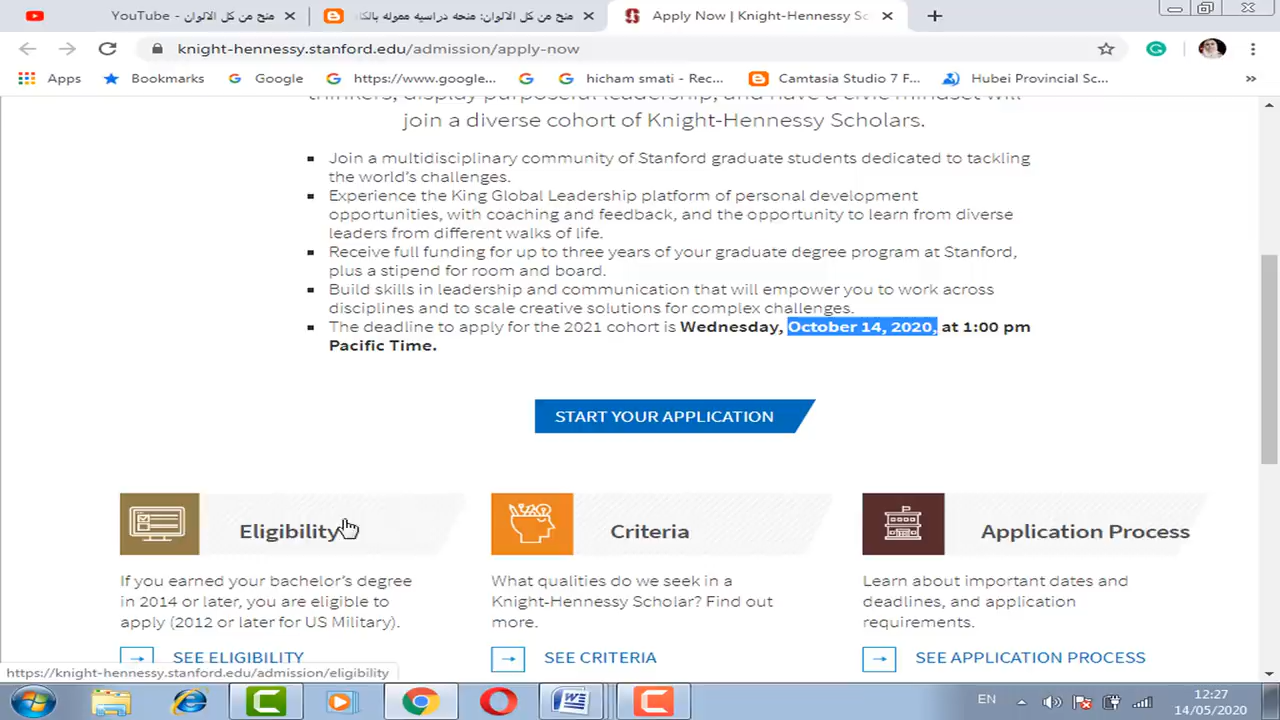 YouTube - منح من كل الالوان
منح من كل الالوان: منحه دراسيه مموله بالكا
Apply Now | Knight-Hennessy Sc
knight-hennessy.stanford.edu/admission/apply-now
Apps Bookmarks Google https://www.google... hicham smati - Rec... Camtasia Studio 7 F... Hubei Provincial Sc... »
thinkers, display purposeful leadership, and have a civic mindset will
join a diverse cohort of Knight-Hennessy Scholars.
Join a multidisciplinary community of Stanford graduate students dedicated to tackling
the world's challenges.
Experience the King Global Leadership platform of personal development
opportunities, with coaching and feedback, and the opportunity to learn from diverse
leaders from different walks of life.
Receive full funding for up to three years of your graduate degree program at Stanford,
plus a stipend for room and board.
Build skills in leadership and communication that will empower you to work across
disciplines and to scale creative solutions for complex challenges.
The deadline to apply for the 2021 cohort is Wednesday, October 14, 2020, at 1:00 pm
Pacific Time.
START YOUR APPLICATION
Eligibility
If you earned your bachelor's degree
in 2014 or later, you are eligible to
apply (2012 or later for US Military).
SEE ELIGIBILITY
Criteria
What qualities do we seek in a
Knight-Hennessy Scholar? Find out
more.
SEE CRITERIA
Application Process
Learn about important dates and
deadlines, and application
requirements.
SEE APPLICATION PROCESS
https://knight-hennessy.stanford.edu/admission/eligibility
EN
12:27
14/05/2020